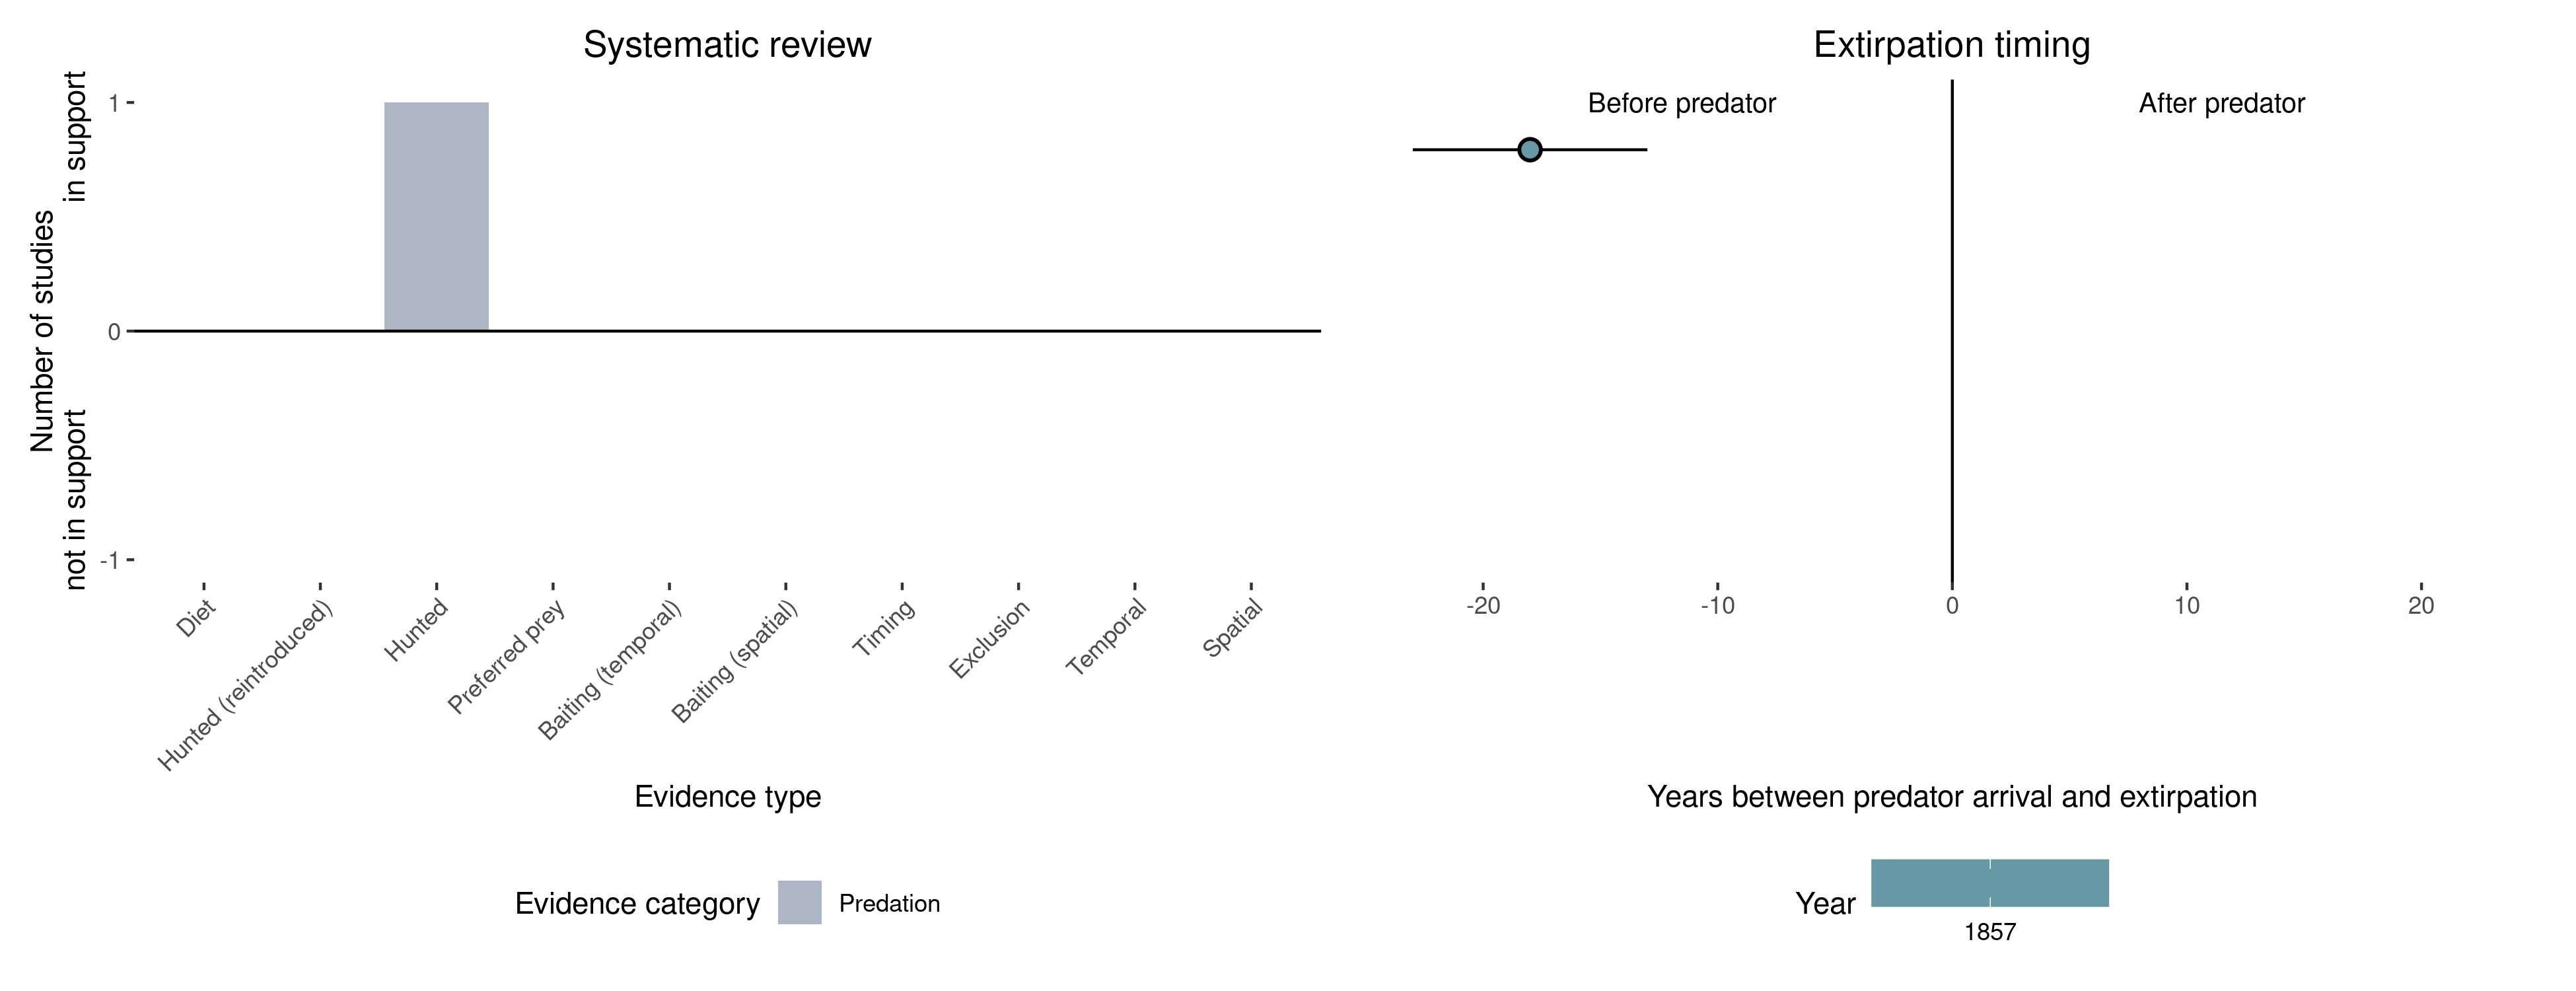 Systematic review
Number of studies
not in support
in support
1
0
-1
Diet
Hunted (reintroduced)
Hunted
Preferred prey
Baiting (temporal)
Baiting (spatial)
Timing
Exclusion
Temporal
Spatial
Evidence type
Evidence category
Predation
Extirpation timing
Before predator
After predator
-20
-10
0
10
20
Years between predator arrival and extirpation
Year
1857